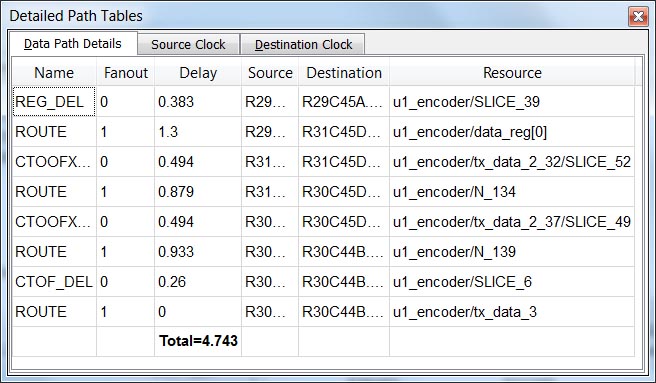 Detailed Path Tables
Data Path Details Source Clock Destination Clock
Name Fanout Delay Source Destination Resource
REG_DEL 0 0.383 R29... R29C45A.... u1_encoder/SLICE_39
ROUTE 1 1.3 R29... R31C45D.... u1_encoder/data_reg[0]
CTOOFX... 0 0.494 R31... R31C45D.... u1_encoder/tx_data_2_32/SLICE_52
ROUTE 1 0.879 R31... R30C45D.... u1_encoder/N_134
CTOOFX... 0 0.494 R30... R30C45D.... u1_encoder/tx_data_2_37/SLICE_49
ROUTE 1 0.933 R30... R30C44B.... u1_encoder/N_139
CTOF_DEL 0 0.26 R30... R30C44B.... u1_encoder/SLICE_6
ROUTE 1 0 R30... R30C44B.... u1_encoder/tx_data_3
Total=4.743